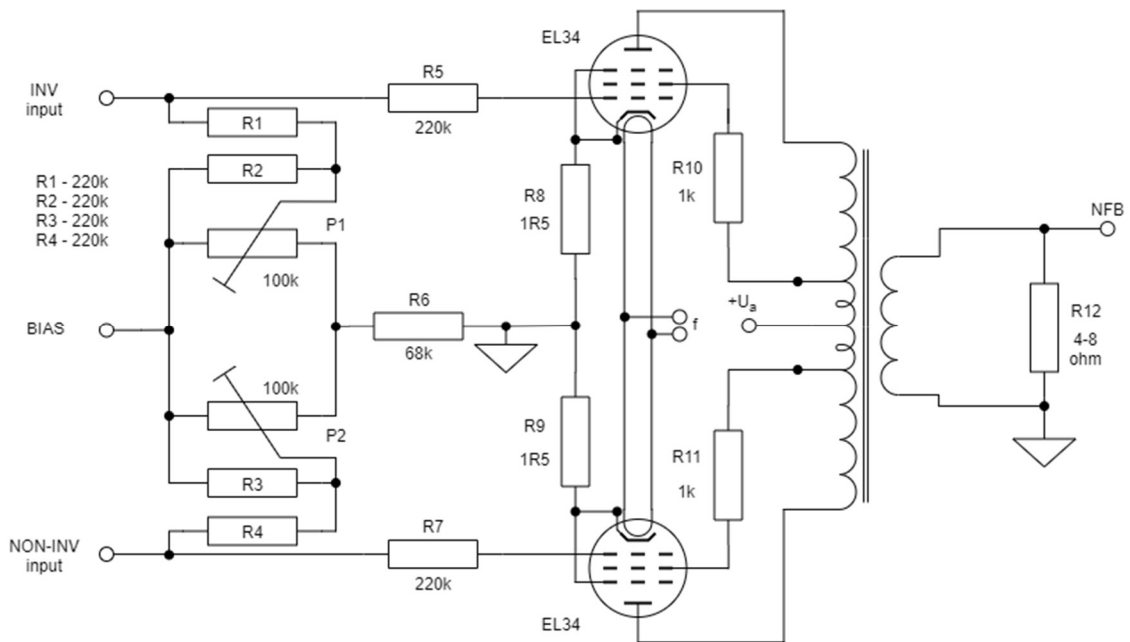 EL34
INV
input
R5
220k
R1
R2
R1 - 220k
R2 - 220k
R3 - 220k
R4 - 220k
P1
100k
R8
1R5
R10
1k
NFB
R6
68k
+Ua
f
BIAS
R12
4-8
ohm
100k
P2
R9
1R5
R11
1k
R3
R4
NON-INV
input
R7
220k
EL34